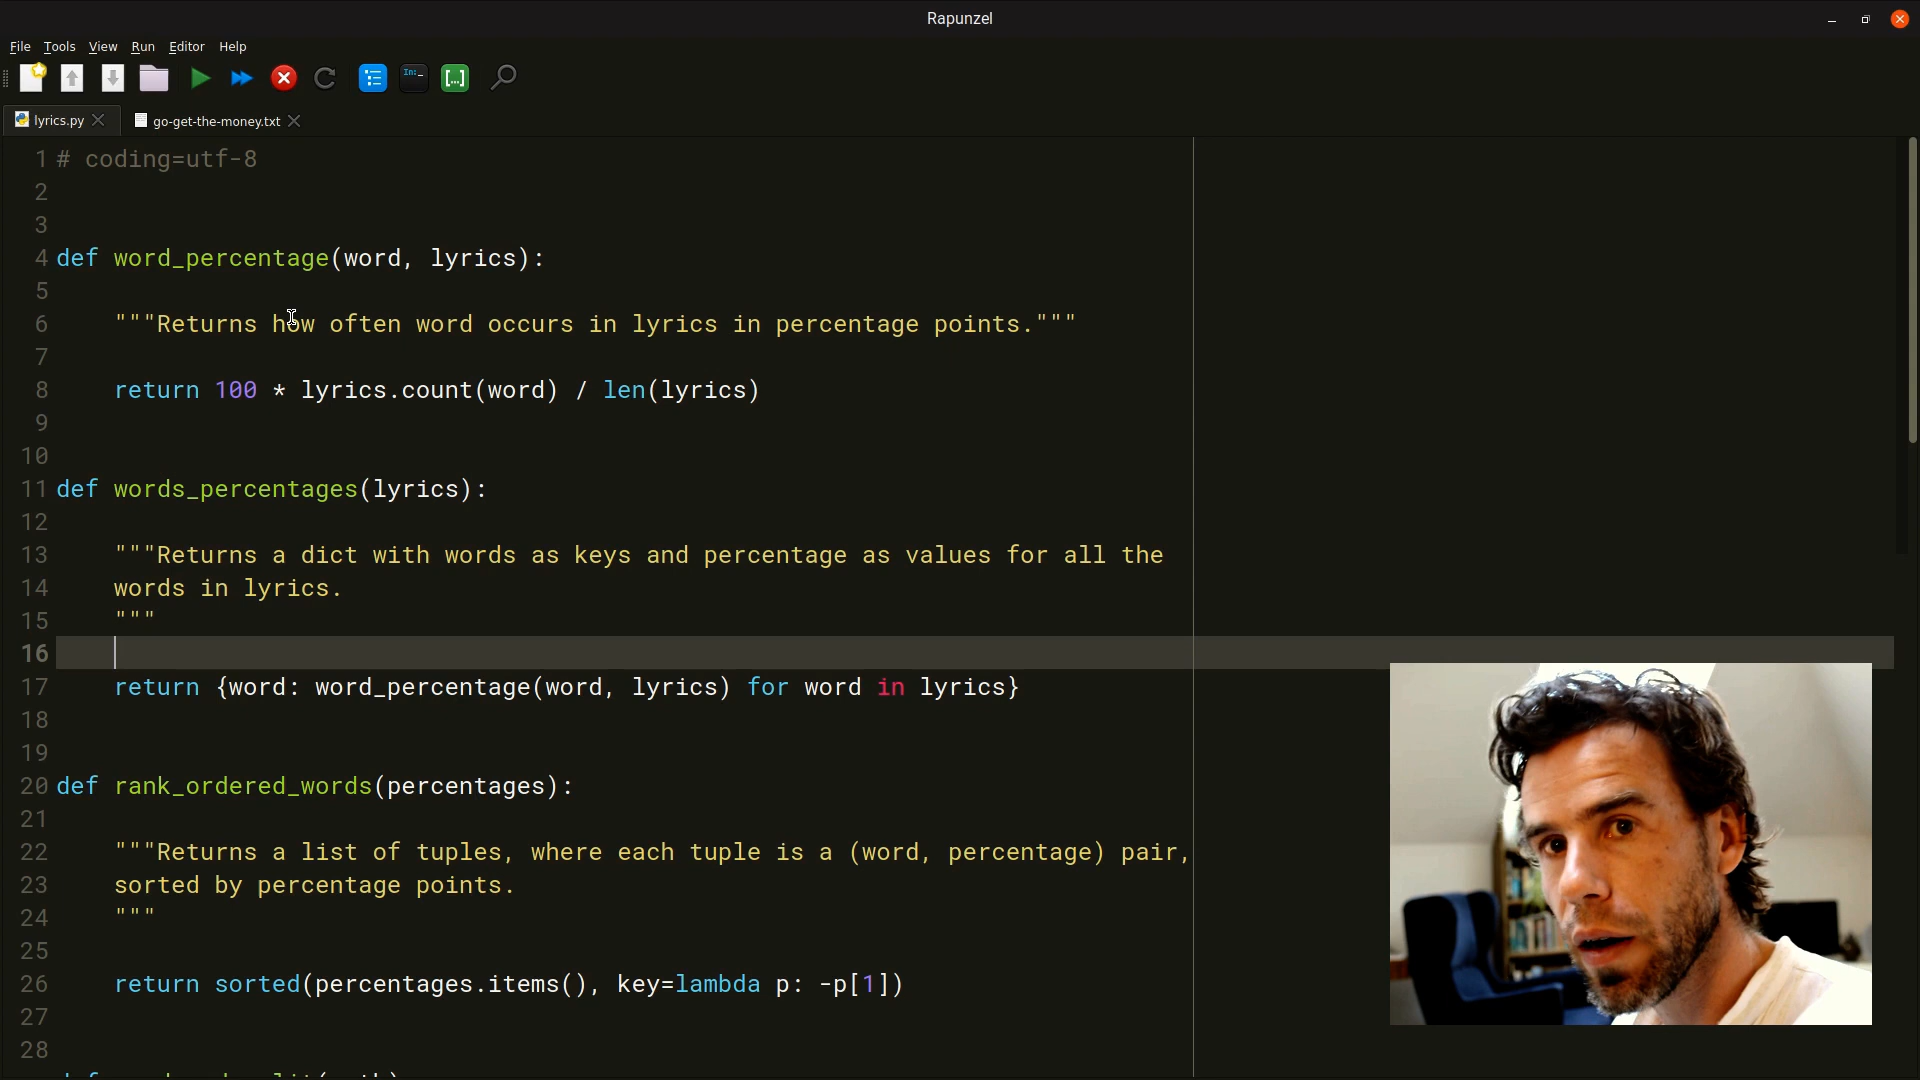 Rapunzel
File Tools View Run Editor Help
In:_
[...]
lyrics.py
go-get-the-money.txt
1 # coding=utf-8
2
3
4 def word_percentage(word, lyrics):
5
6 """Returns how often word occurs in lyrics in percentage points."""
7
8 return 100 * lyrics.count(word) / len(lyrics)
9
10
11 def words_percentages(lyrics):
12
13 """Returns a dict with words as keys and percentage as values for all the
14 words in lyrics.
15 """
16
17 return {word: word_percentage(word, lyrics) for word in lyrics}
18
19
20 def rank_ordered_words(percentages):
21
22 """Returns a list of tuples, where each tuple is a (word, percentage) pair,
23 sorted by percentage points.
24 """
25
26 return sorted(percentages.items(), key=lambda p: -p[1])
27
28